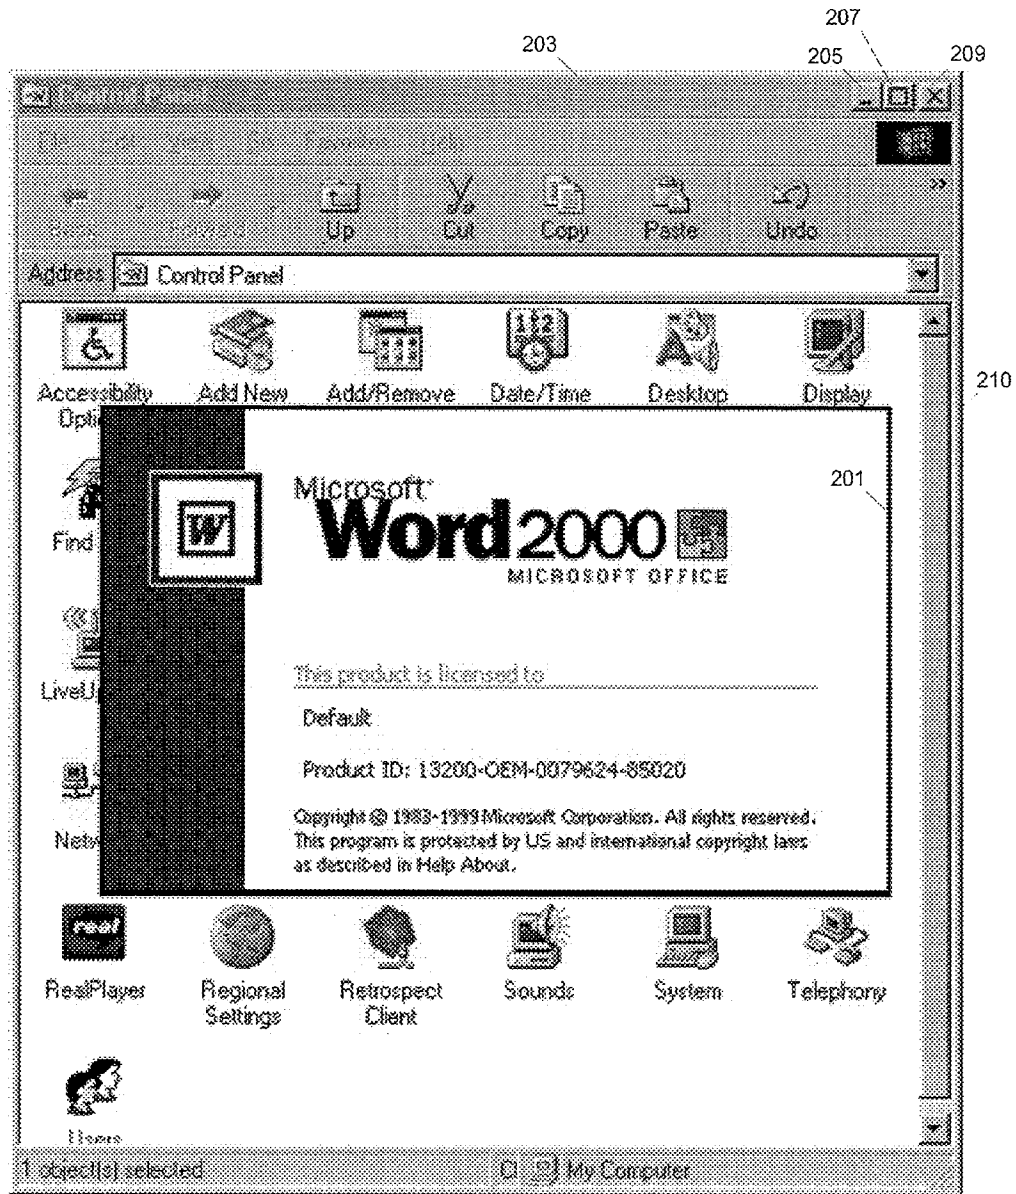 207
203
205
209
Up
Cut
Copy
Paste
Undo
Address
Control Panel
Accessibility
Add New
Add/Remove
Date/Time
Desktop
Display
210
201
Microsoft
Word 2000
MICROSOFT OFFICE
Find
This product is licensed to
Default
Product ID: 13200-OEM-0079624-85020
Copyright © 1983-1999 Microsoft Corporation. All rights reserved.
This program is protected by US and international copyright laws
as described in Help About.
RealPlayer
Regional
Settings
Retrospect
Client
Sounds
System
Telephony
Users
1 object(s) selected
My Computer